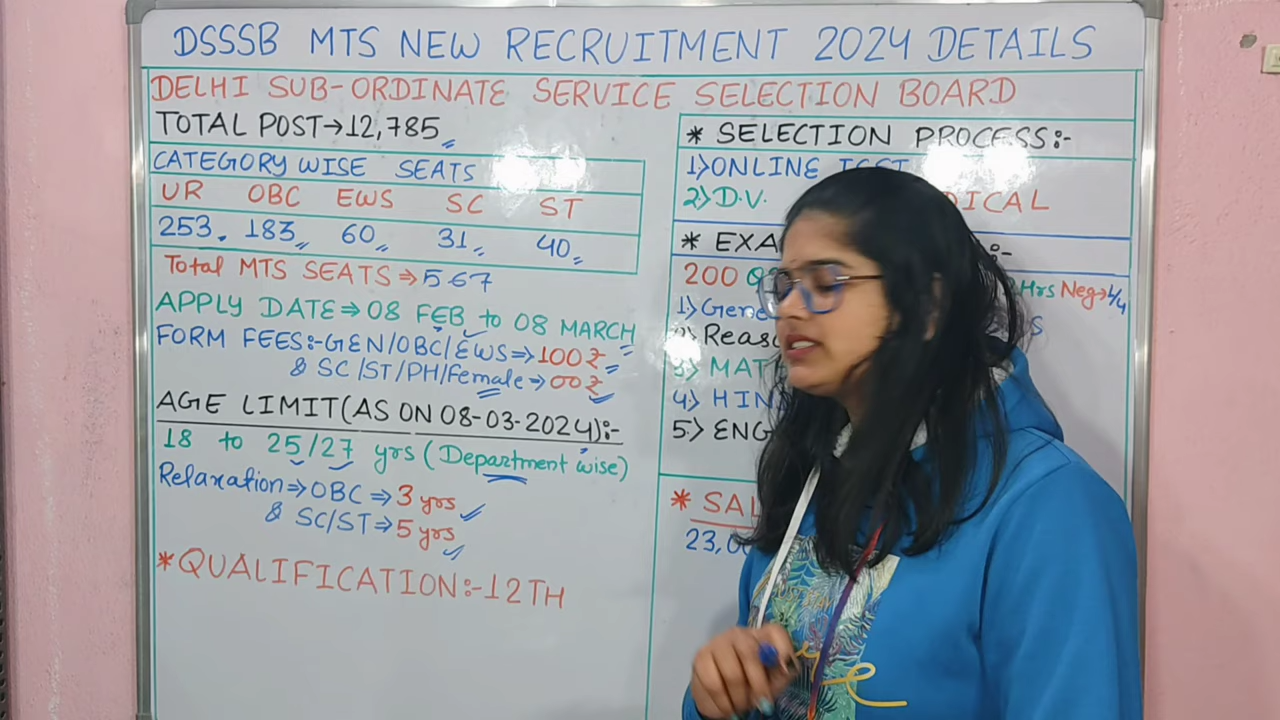 DSSSB MTS NEW RECRUITMENT 2024 DETAILS
DELHI SUB-ORDINATE SERVICE SELECTION BOARD
TOTAL POST→12,785
CATEGORY WISE SEATS
UR OBC EWS SC ST
253 183 60 31 40
Total MTS SEATS⇒567
APPLY DATE⇒08 FEB to 08 MARCH
FORM FEES:-GEN/OBC/EWS⇒100₹
& SC/ST/PH/Female→00₹
AGE LIMIT(AS ON 08-03-2024):-
18 to 25/27 yrs (Department wise)
Relaxation⇒OBC⇒3 yrs
& SC/ST⇒5 yrs
*QUALIFICATION:-12TH
* SELECTION PROCESS:-
1>ONLINE TEST
2>D.V.
* EXA :-
200 Hrs Neg→1/4
1>Gene
Reas
3> MAT
4> HIN
5> ENG
* SAL
23,0